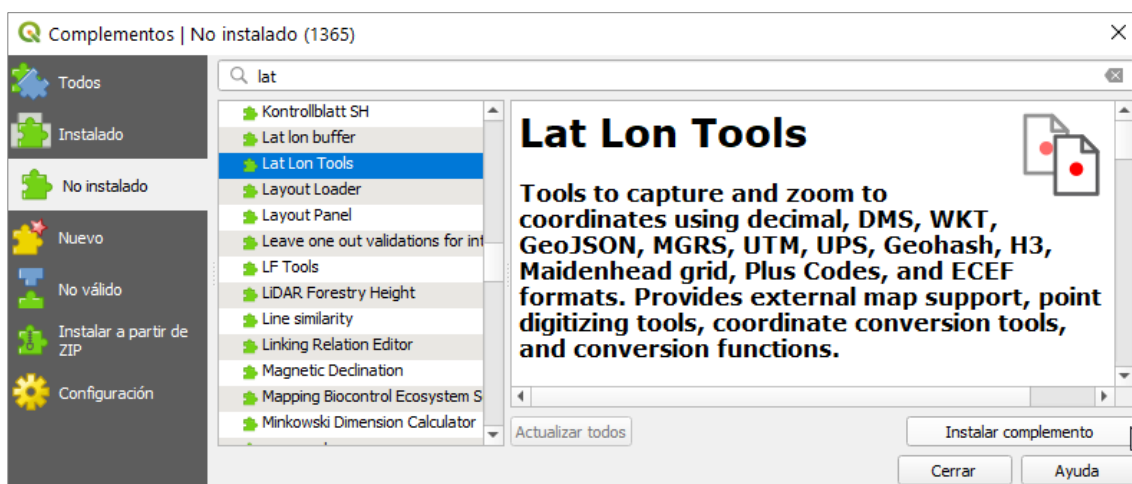 Complementos | No instalado (1365)
Todos
Instalado
No instalado
Nuevo
No válido
Instalar a partir de
ZIP
Configuración
lat
Kontrollblatt SH
Lat lon buffer
Lat Lon Tools
Layout Loader
Layout Panel
Leave one out validations for int
LF Tools
LiDAR Forestry Height
Line similarity
Linking Relation Editor
Magnetic Declination
Mapping Biocontrol Ecosystem S
Minkowski Dimension Calculator
Lat Lon Tools
Tools to capture and zoom to
coordinates using decimal, DMS, WKT,
GeoJSON, MGRS, UTM, UPS, Geohash, H3,
Maidenhead grid, Plus Codes, and ECEF
formats. Provides external map support, point
digitizing tools, coordinate conversion tools,
and conversion functions.
Actualizar todos
Instalar complemento
Cerrar
Ayuda